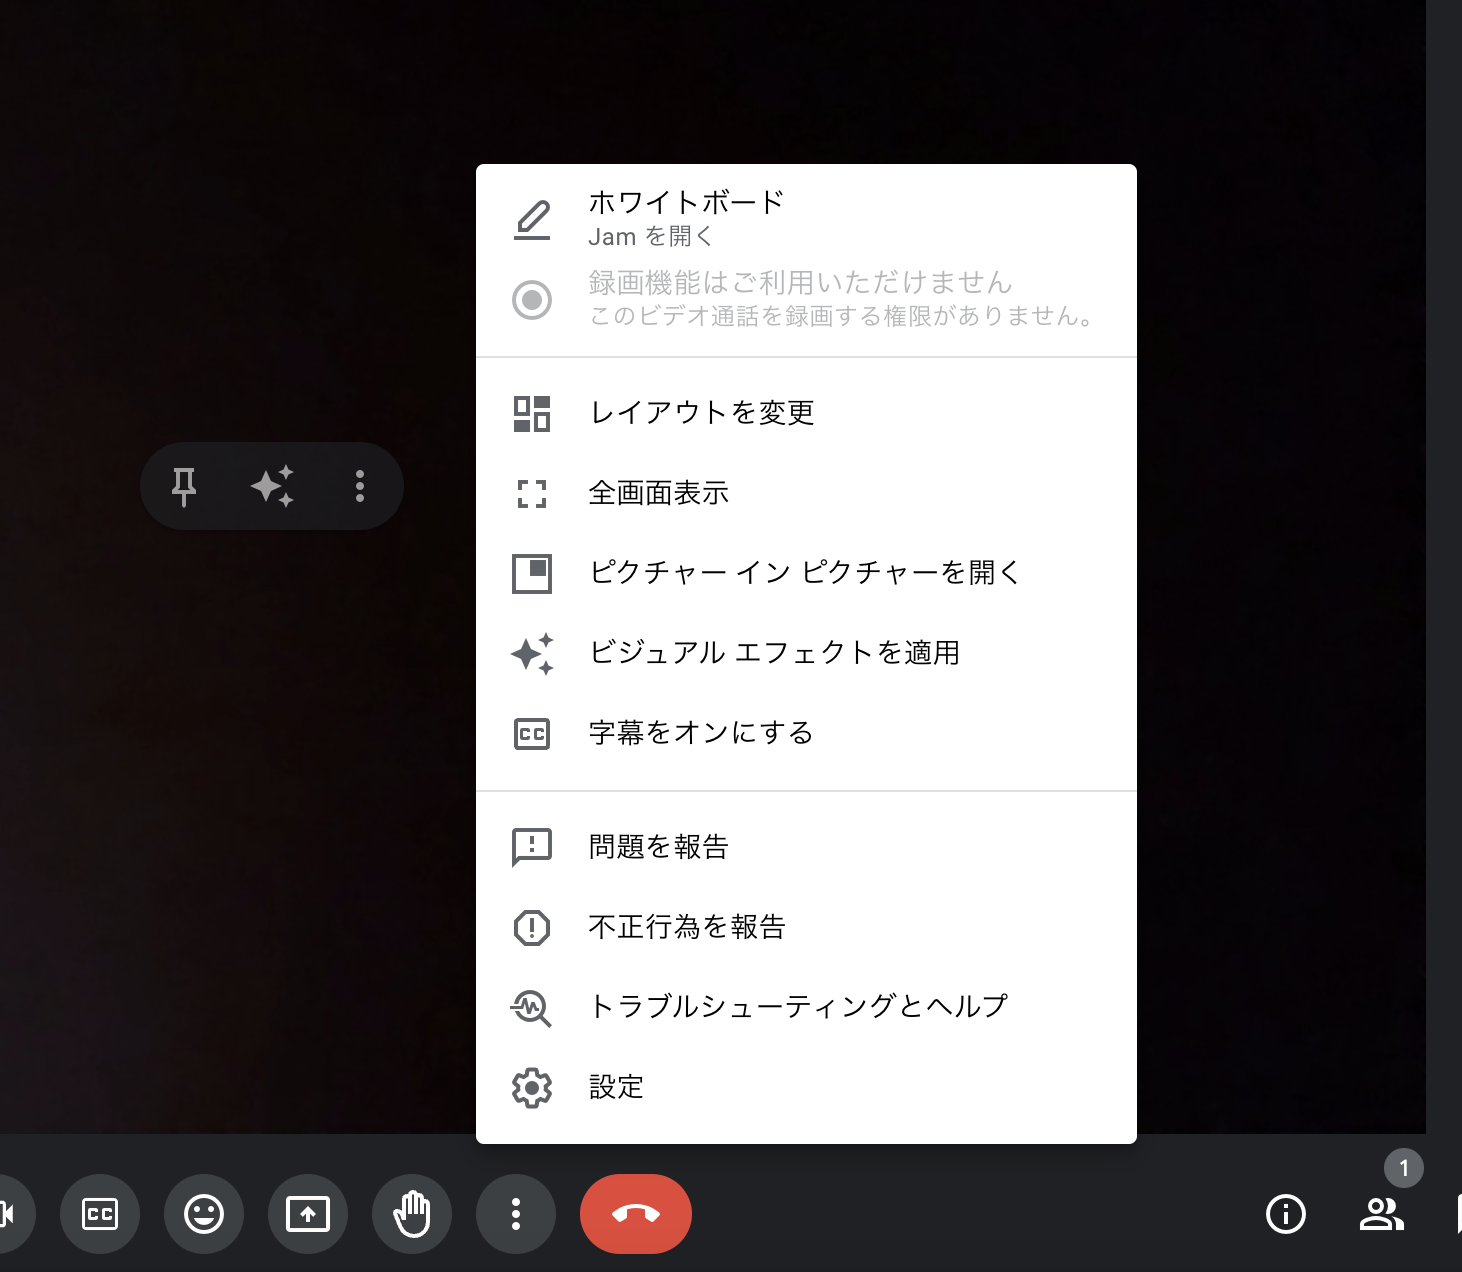 ホワイトボード
Jam を開く
録画機能はご利用いただけません
このビデオ通話を録画する権限がありません。
レイアウトを変更
全画面表示
ピクチャー イン ピクチャーを開く
ビジュアル エフェクトを適用
CC 字幕をオンにする
問題を報告
不正行為を報告
トラブルシューティングとヘルプ
設定
1
CC